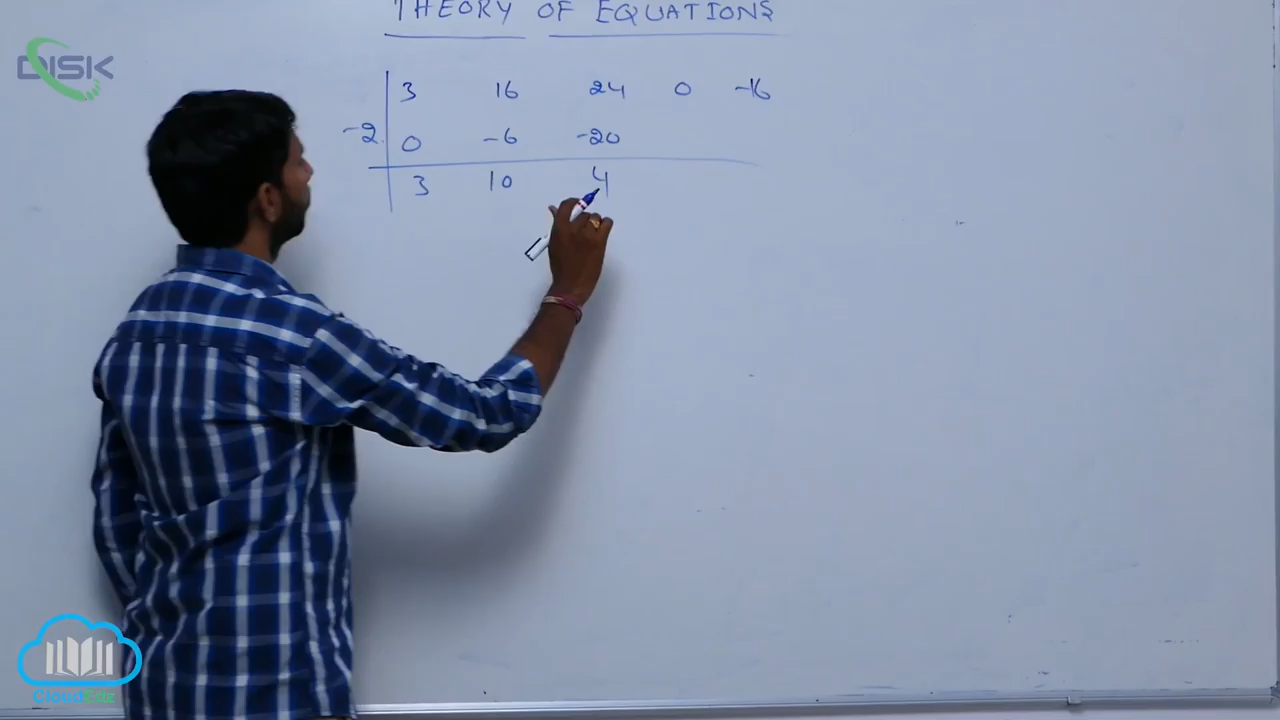 THEORY OF EQUATIONS
DISK
3 16 24 0 -16
-2 0 -6 -20
3 10 4
CloudEdz